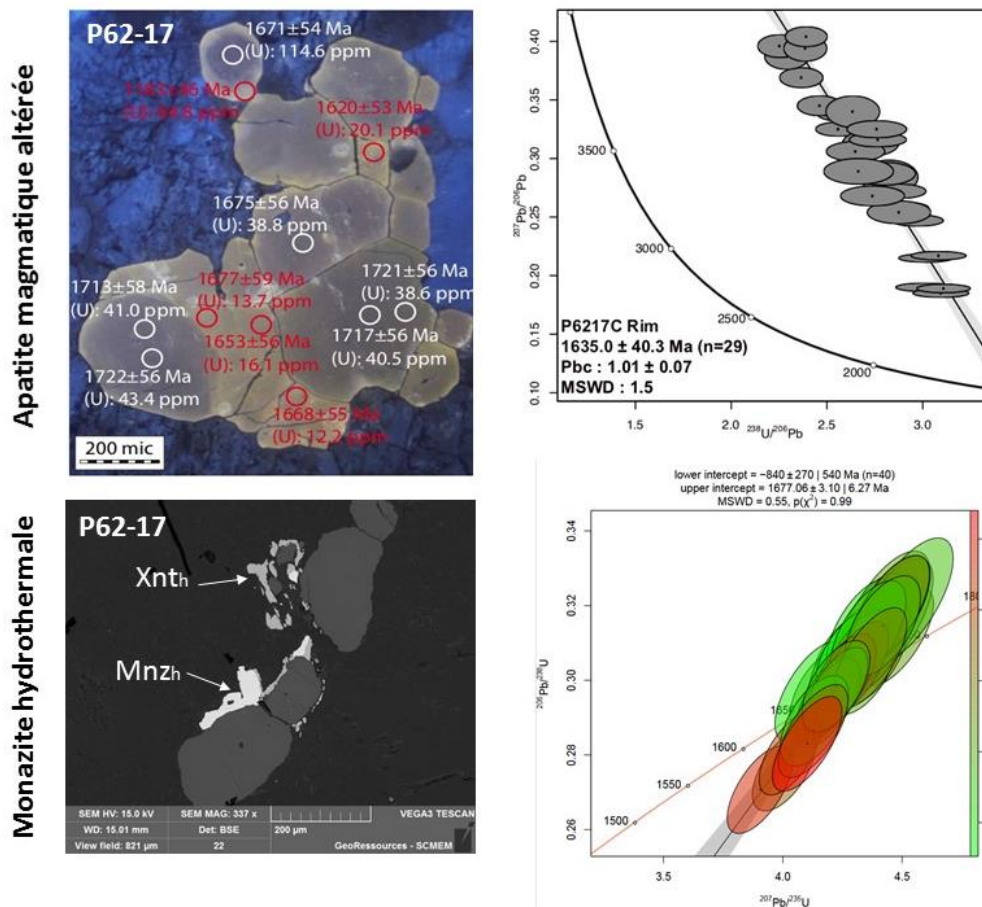 Apatite magmatique altérée
P62-17
1671±54 Ma
(U): 114.6 ppm
1620±53 Ma
(U): 20.1 ppm
1675±56 Ma
(U): 38.8 ppm
1713±58 Ma
(U): 41.0 ppm
1677±59 Ma
(U): 13.7 ppm
1721±56 Ma
(U): 38.6 ppm
1653±56 Ma
(U): 16.1 ppm
1717±56 Ma
(U): 40.5 ppm
1722±56 Ma
(U): 43.4 ppm
1668±55 Ma
(U): 12.2 ppm
200 mic
0.40
0.35
0.30
0.25
0.20
0.15
0.10
207Pb/206Pb
3500
3000
2500
2000
P6217C Rim
1635.0 ± 40.3 Ma (n=29)
Pbc : 1.01 ± 0.07
MSWD : 1.5
1.5 2.0 2.5 3.0
238U/206Pb
Monazite hydrothermale
P62-17
Xnth
Mnzh
SEM HV: 15.0 kV SEM MAG: 337 x VEGA3 TESCAN
WD: 15.01 mm Det: BSE 200 µm
View field: 821 µm 22 GeoRessources - SCMEM
lower intercept = −840 ± 270 | 540 Ma (n=40)
upper intercept = 1677.06 ± 3.10 | 6.27 Ma
MSWD = 0.55, p(χ²) = 0.99
0.34
0.32
0.30
0.28
0.26
206Pb/238U
1500
1550
1600
3.5 4.0 4.5
207Pb/235U